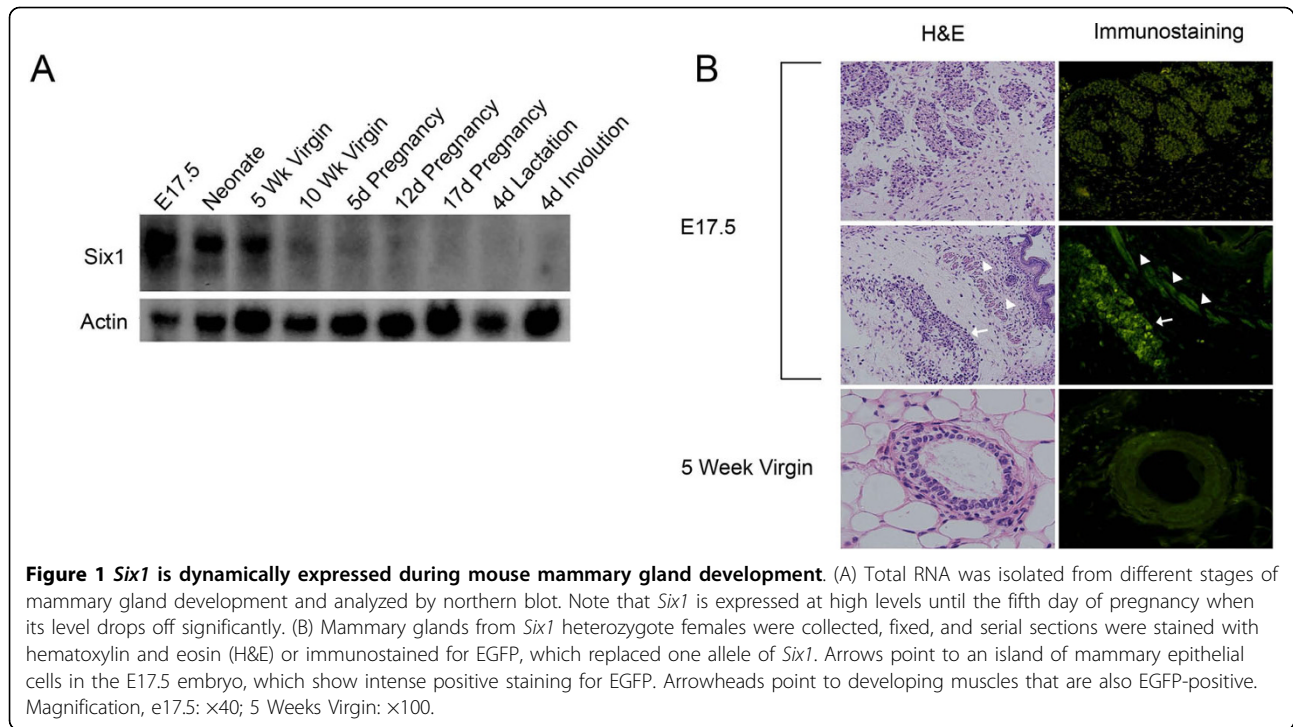 A
E17.5
Neonate
5 Wk Virgin
10 Wk Virgin
5d Pregnancy
12d Pregnancy
17d Pregnancy
4d Lactation
4d Involution
Six1
Actin
B
H&E
Immunostaining
E17.5
5 Week Virgin
Figure 1 Six1 is dynamically expressed during mouse mammary gland development. (A) Total RNA was isolated from different stages of
mammary gland development and analyzed by northern blot. Note that Six1 is expressed at high levels until the fifth day of pregnancy when
its level drops off significantly. (B) Mammary glands from Six1 heterozygote females were collected, fixed, and serial sections were stained with
hematoxylin and eosin (H&E) or immunostained for EGFP, which replaced one allele of Six1. Arrows point to an island of mammary epithelial
cells in the E17.5 embryo, which show intense positive staining for EGFP. Arrowheads point to developing muscles that are also EGFP-positive.
Magnification, e17.5: ×40; 5 Weeks Virgin: ×100.